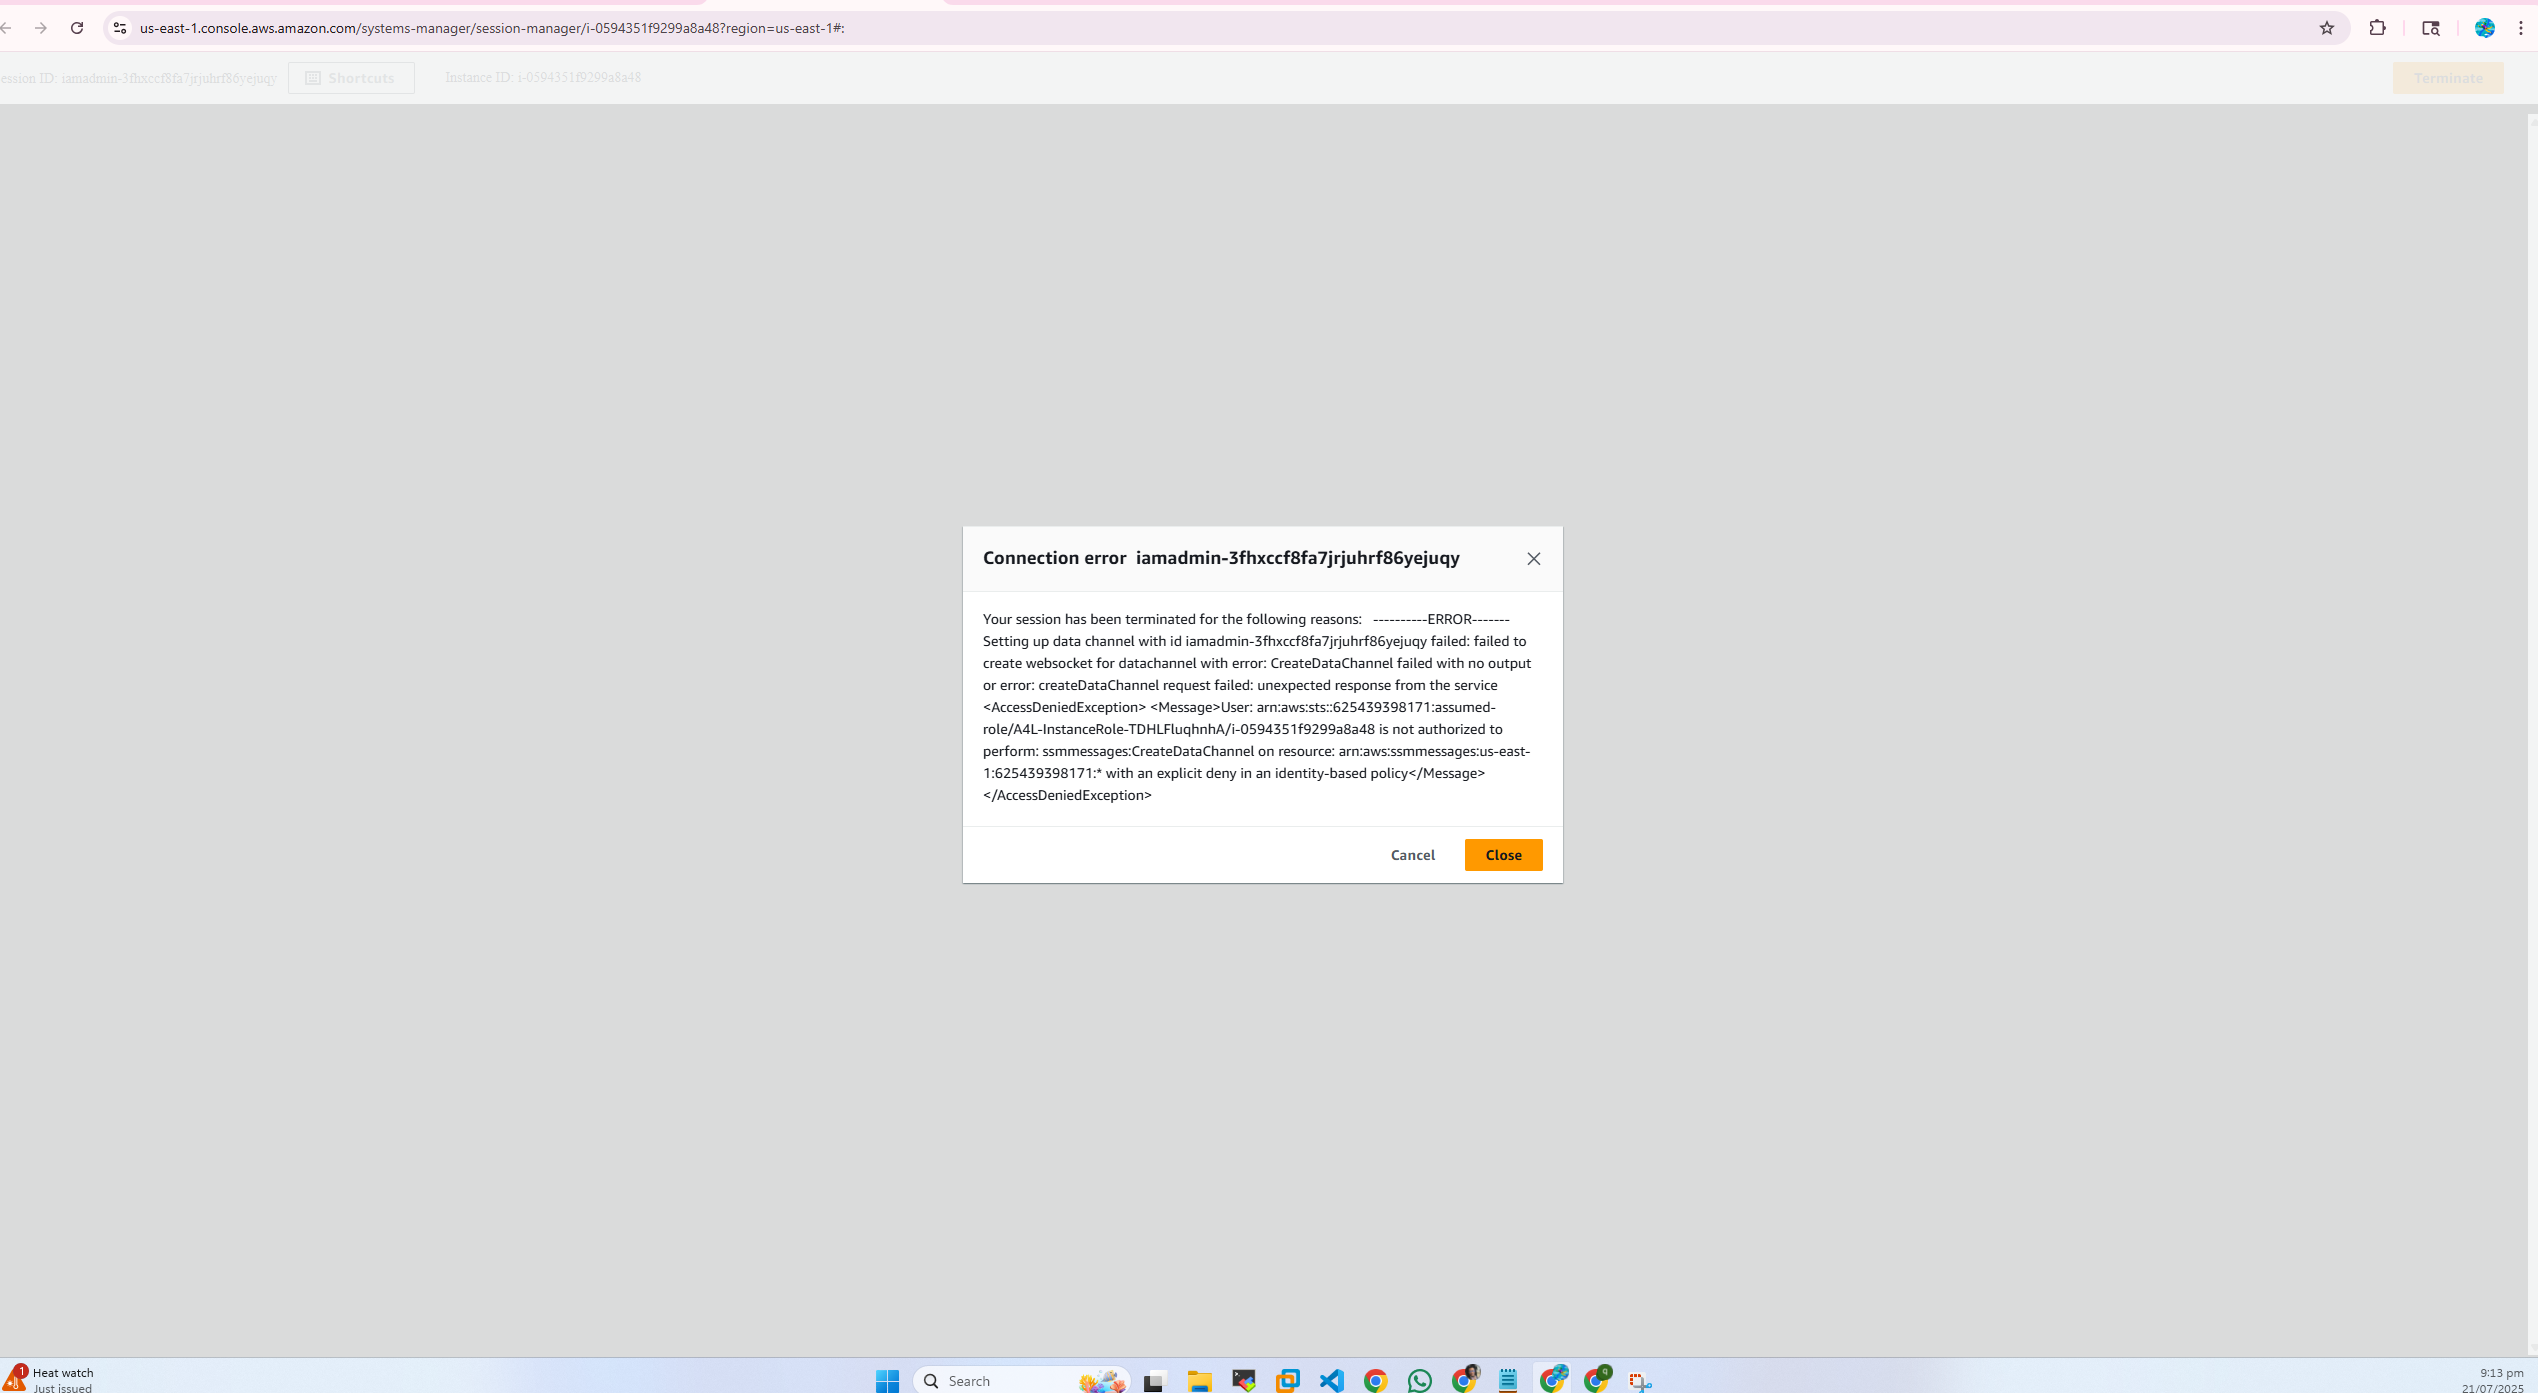 us-east-1.console.aws.amazon.com/systems-manager/session-manager/i-0594351f9299a8a48?region=us-east-1#:
ession ID: iamadmin-3fhxccf8fa7jrjuhrf86yejuqy Shortcuts Instance ID: i-0594351f9299a8a48 Terminate
Connection error iamadmin-3fhxccf8fa7jrjuhrf86yejuqy
Your session has been terminated for the following reasons: ----------ERROR-------
Setting up data channel with id iamadmin-3fhxccf8fa7jrjuhrf86yejuqy failed: failed to
create websocket for datachannel with error: CreateDataChannel failed with no output
or error: createDataChannel request failed: unexpected response from the service
<AccessDeniedException> <Message>User: arn:aws:sts::625439398171:assumed-
role/A4L-InstanceRole-TDHLFluqhnhA/i-0594351f9299a8a48 is not authorized to
perform: ssmmessages:CreateDataChannel on resource: arn:aws:ssmmessages:us-east-
1:625439398171:* with an explicit deny in an identity-based policy</Message>
</AccessDeniedException>
Cancel Close
1
Heat watch
Just issued
Search
9:13 pm
21/07/2025